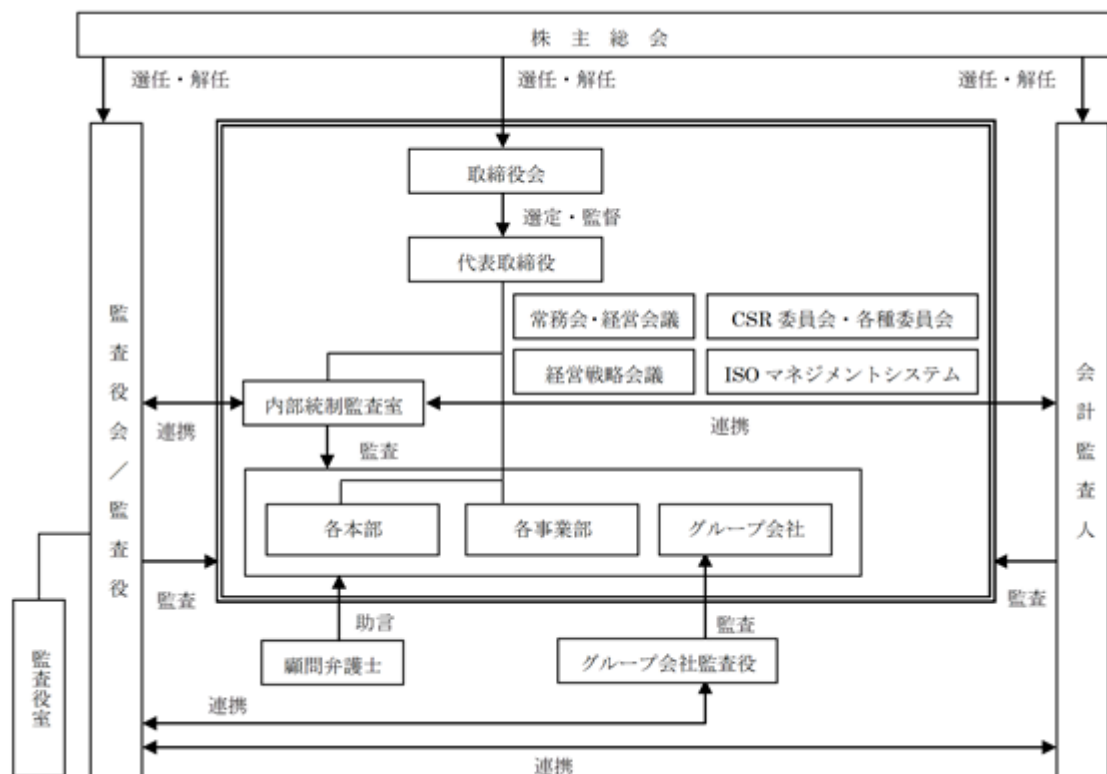 株主総会
選任・解任
選任・解任
選任・解任
取締役会
選定・監督
代表取締役
常務会・経営会議
CSR 委員会・各種委員会
経営戦略会議
ISO マネジメントシステム
監査役会/監査役
会計監査人
内部統制監査室
連携
連携
監査
各本部
各事業部
グループ会社
監査
監査
助言
監査
顧問弁護士
グループ会社監査役
監査役室
連携
連携